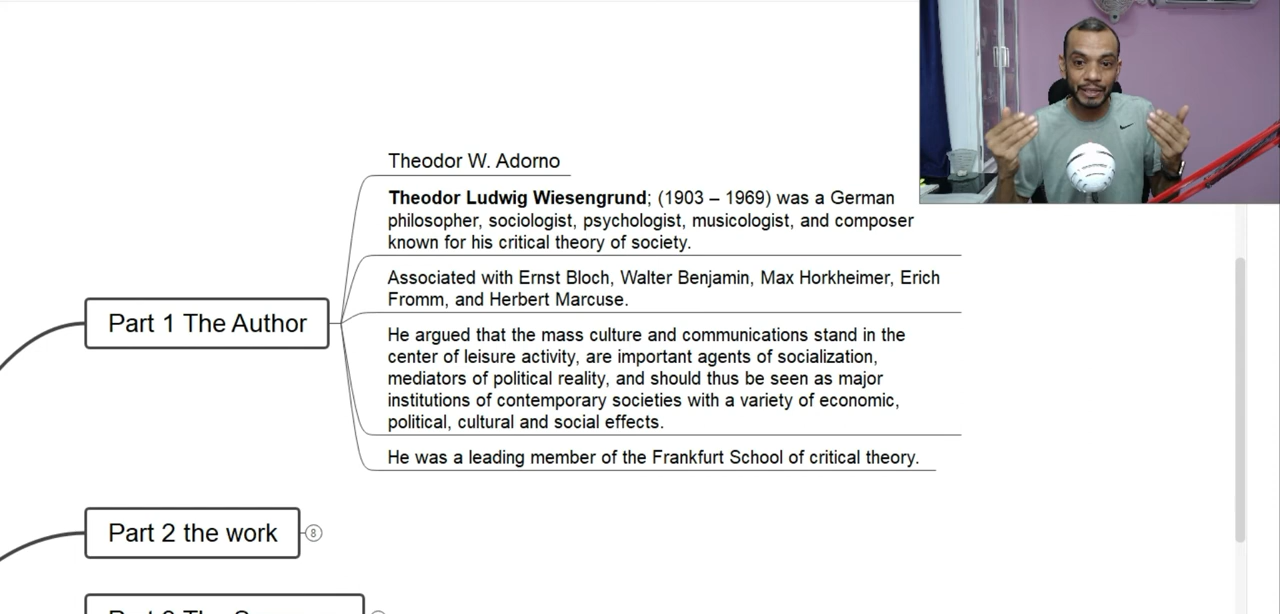 Theodor W. Adorno
Theodor Ludwig Wiesengrund; (1903 – 1969) was a German
philosopher, sociologist, psychologist, musicologist, and composer
known for his critical theory of society.
Associated with Ernst Bloch, Walter Benjamin, Max Horkheimer, Erich
Fromm, and Herbert Marcuse.
Part 1 The Author
He argued that the mass culture and communications stand in the
center of leisure activity, are important agents of socialization,
mediators of political reality, and should thus be seen as major
institutions of contemporary societies with a variety of economic,
political, cultural and social effects.
He was a leading member of the Frankfurt School of critical theory.
Part 2 the work
8